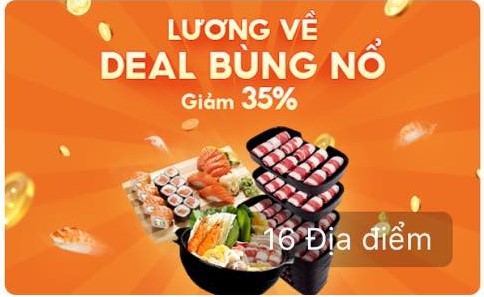 LƯƠNG VỀ
DEAL BÙNG NỔ
Giảm 35%
16 Địa điểm